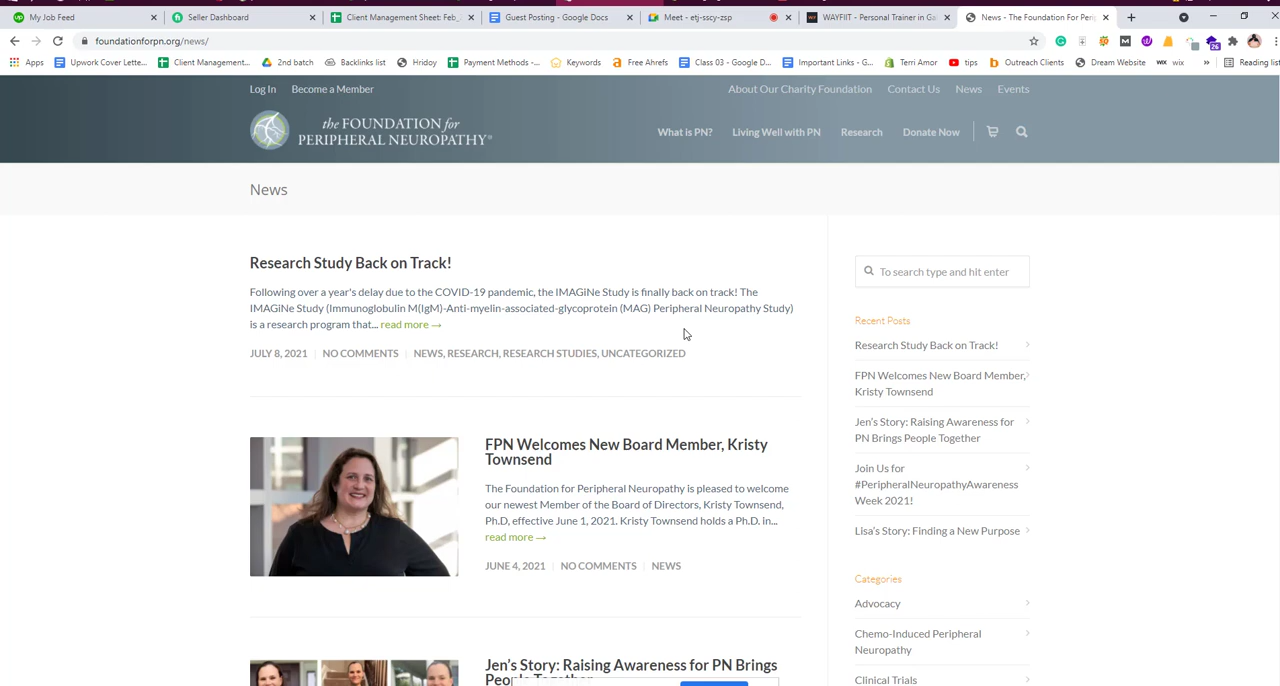 My Job Feed
Seller Dashboard
Client Management Sheet: Feb_
Guest Posting - Google Docs
Meet - etj-sscy-zsp
WAYFIIT - Personal Trainer in Ga
News - The Foundation For Peri
foundationforpn.org/news/
26
Apps
Upwork Cover Lette...
Client Management...
2nd batch
Backlinks list
Hridoy
Payment Methods -...
Keywords
Free Ahrefs
Class 03 - Google D...
Important Links - G...
Terri Amor
tips
Outreach Clients
Dream Website
wix
Reading list
Log In
Become a Member
About Our Charity Foundation
Contact Us
News
Events
the FOUNDATION for
PERIPHERAL NEUROPATHY®
What is PN?
Living Well with PN
Research
Donate Now
News
Research Study Back on Track!
Following over a year's delay due to the COVID-19 pandemic, the IMAGiNe Study is finally back on track! The
IMAGiNe Study (Immunoglobulin M(IgM)-Anti-myelin-associated-glycoprotein (MAG) Peripheral Neuropathy Study)
is a research program that... read more →
JULY 8, 2021 | NO COMMENTS | NEWS, RESEARCH, RESEARCH STUDIES, UNCATEGORIZED
FPN Welcomes New Board Member, Kristy
Townsend
The Foundation for Peripheral Neuropathy is pleased to welcome
our newest Member of the Board of Directors, Kristy Townsend,
Ph.D, effective June 1, 2021. Kristy Townsend holds a Ph.D. in...
read more →
JUNE 4, 2021 | NO COMMENTS | NEWS
Jen's Story: Raising Awareness for PN Brings
People Together
To search type and hit enter
Recent Posts
Research Study Back on Track!
FPN Welcomes New Board Member,
Kristy Townsend
Jen's Story: Raising Awareness for
PN Brings People Together
Join Us for
#PeripheralNeuropathyAwareness
Week 2021!
Lisa's Story: Finding a New Purpose
Categories
Advocacy
Chemo-Induced Peripheral
Neuropathy
Clinical Trials